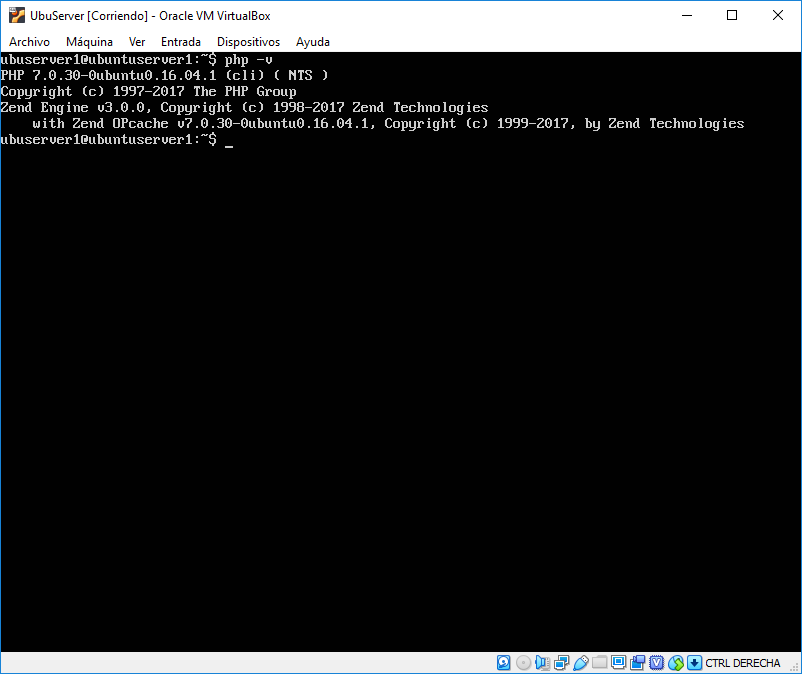 UbuServer [Corriendo] - Oracle VM VirtualBox
Archivo Máquina Ver Entrada Dispositivos Ayuda
ubuserver1@ubuntuserver1:~$ php -v
PHP 7.0.30-0ubuntu0.16.04.1 (cli) ( NTS )
Copyright (c) 1997-2017 The PHP Group
Zend Engine v3.0.0, Copyright (c) 1998-2017 Zend Technologies
    with Zend OPcache v7.0.30-0ubuntu0.16.04.1, Copyright (c) 1999-2017, by Zend Technologies
ubuserver1@ubuntuserver1:~$ _
CTRL DERECHA